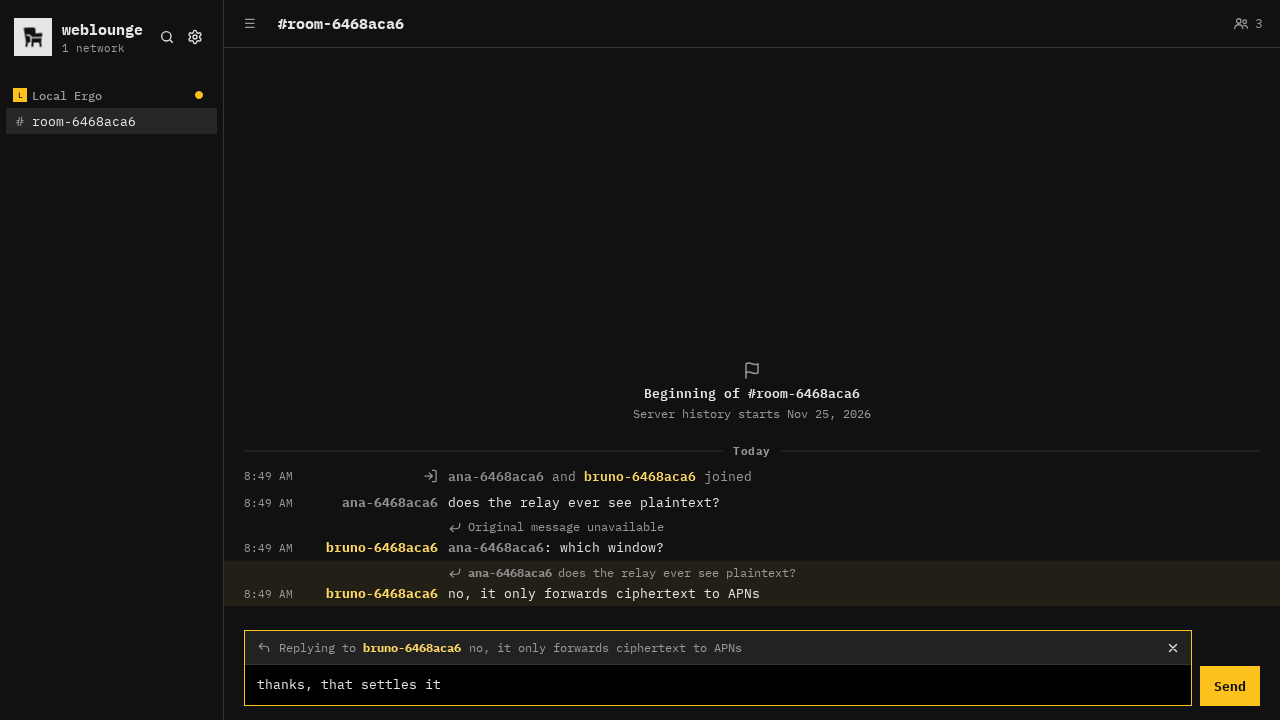 weblounge
1 network
L Local Ergo
# room-6468aca6
☰ #room-6468aca6 3
Beginning of #room-6468aca6
Server history starts Nov 25, 2026
Today
8:49 AM ana-6468aca6 and bruno-6468aca6 joined
8:49 AM ana-6468aca6 does the relay ever see plaintext?
Original message unavailable
8:49 AM bruno-6468aca6 ana-6468aca6: which window?
ana-6468aca6 does the relay ever see plaintext?
8:49 AM bruno-6468aca6 no, it only forwards ciphertext to APNs
Replying to bruno-6468aca6 no, it only forwards ciphertext to APNs
thanks, that settles it
Send